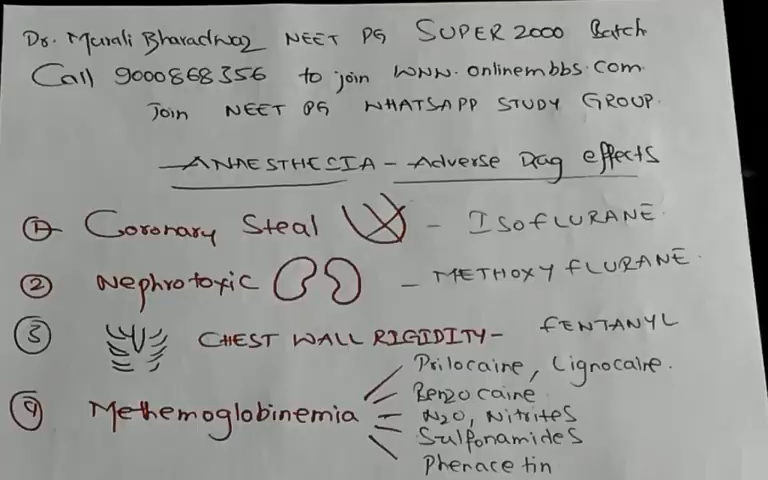 Dr. Murali Bharadwaz NEET PG SUPER 2000 Batch
Call 9000868356 to join WWW.onlinembbs.com
Join NEET PG WHATSAPP STUDY GROUP.
ANAESTHESIA - Adverse Drag effects
1 Coronary Steal - ISOFLURANE.
2 Nephrotoxic - METHOXY FLURANE.
3 CHEST WALL RIGIDITY - FENTANYL
4 Methemoglobinemia
Prilocaine, Lignocaine.
Benzocaine
N2O, Nitrites
Sulfonamides
Phenacetin